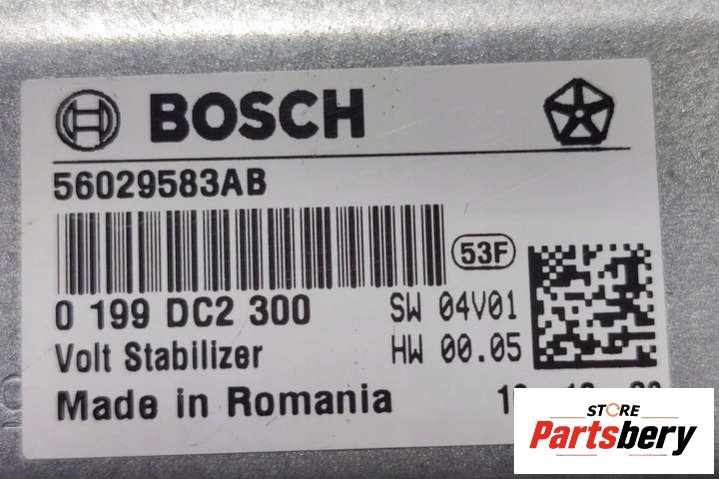 BOSCH
56029583AB
53F
0 199 DC2 300 SW 04V01
Volt Stabilizer HW 00.05
Made in Romania
STORE
Partsbery